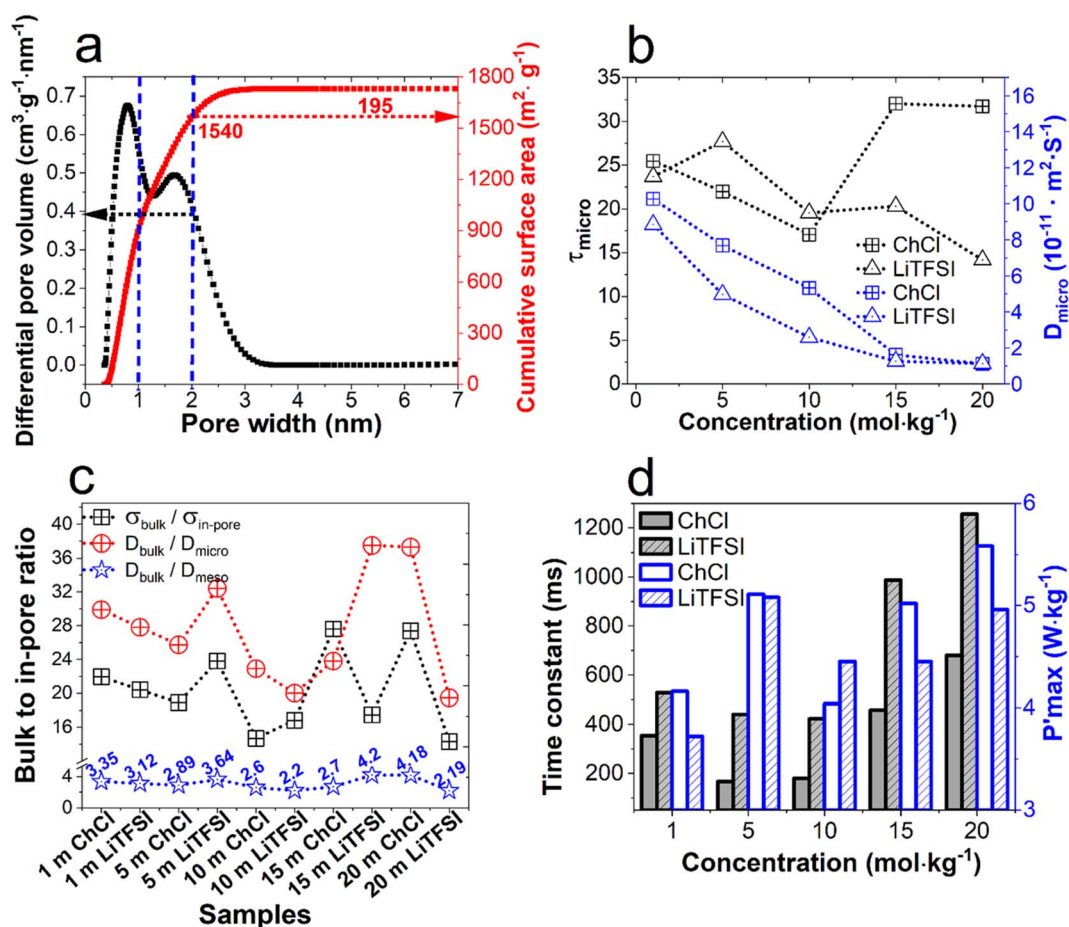 a
Differential pore volume (cm³·g⁻¹·nm⁻¹)
0.7
0.6
0.5
0.4
0.3
0.2
0.1
0.0
0 1 2 3 4 5 6 7
Pore width (nm)
1540
195
1800
1500
1200
900
600
300
0
Cumulative surface area (m²· g⁻¹)
b
τmicro
35
30
25
20
15
10
5
0
0 5 10 15 20
Concentration (mol·kg⁻¹)
ChCl
LiTFSI
ChCl
LiTFSI
16
14
12
10
8
6
4
2
0
Dmicro (10⁻¹¹ · m²·S⁻¹)
c
Bulk to in-pore ratio
40
36
32
28
24
20
16
4
0
σbulk / σin-pore
Dbulk / Dmicro
Dbulk / Dmeso
3.35 3.12 2.89 3.64 2.6 2.2 2.7 4.2 4.18 2.19
1 m ChCl
1 m LiTFSI
5 m ChCl
5 m LiTFSI
10 m ChCl
10 m LiTFSI
15 m ChCl
15 m LiTFSI
20 m ChCl
20 m LiTFSI
Samples
d
Time constant (ms)
1200
1000
800
600
400
200
ChCl
LiTFSI
ChCl
LiTFSI
1 5 10 15 20
Concentration (mol·kg⁻¹)
6
5
4
3
P'max (W·kg⁻¹)